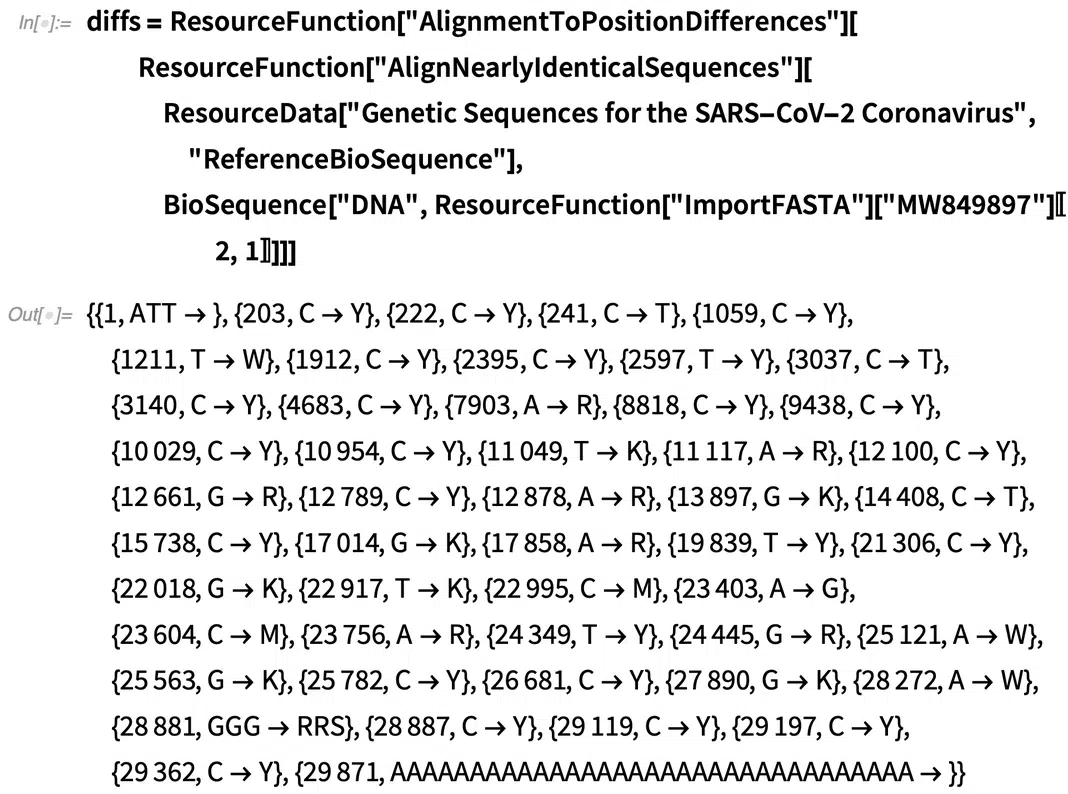 In[•]:= diffs = ResourceFunction["AlignmentToPositionDifferences"][
ResourceFunction["AlignNearlyIdenticalSequences"][
ResourceData["Genetic Sequences for the SARS-CoV-2 Coronavirus",
"ReferenceBioSequence"],
BioSequence["DNA", ResourceFunction["ImportFASTA"]["MW849897"]〚
2, 1〛]]]
Out[•]= {{1, ATT → }, {203, C → Y}, {222, C → Y}, {241, C → T}, {1059, C → Y},
{1211, T → W}, {1912, C → Y}, {2395, C → Y}, {2597, T → Y}, {3037, C → T},
{3140, C → Y}, {4683, C → Y}, {7903, A → R}, {8818, C → Y}, {9438, C → Y},
{10 029, C → Y}, {10 954, C → Y}, {11 049, T → K}, {11 117, A → R}, {12 100, C → Y},
{12 661, G → R}, {12 789, C → Y}, {12 878, A → R}, {13 897, G → K}, {14 408, C → T},
{15 738, C → Y}, {17 014, G → K}, {17 858, A → R}, {19 839, T → Y}, {21 306, C → Y},
{22 018, G → K}, {22 917, T → K}, {22 995, C → M}, {23 403, A → G},
{23 604, C → M}, {23 756, A → R}, {24 349, T → Y}, {24 445, G → R}, {25 121, A → W},
{25 563, G → K}, {25 782, C → Y}, {26 681, C → Y}, {27 890, G → K}, {28 272, A → W},
{28 881, GGG → RRS}, {28 887, C → Y}, {29 119, C → Y}, {29 197, C → Y},
{29 362, C → Y}, {29 871, AAAAAAAAAAAAAAAAAAAAAAAAAAAAAAAAA → }}